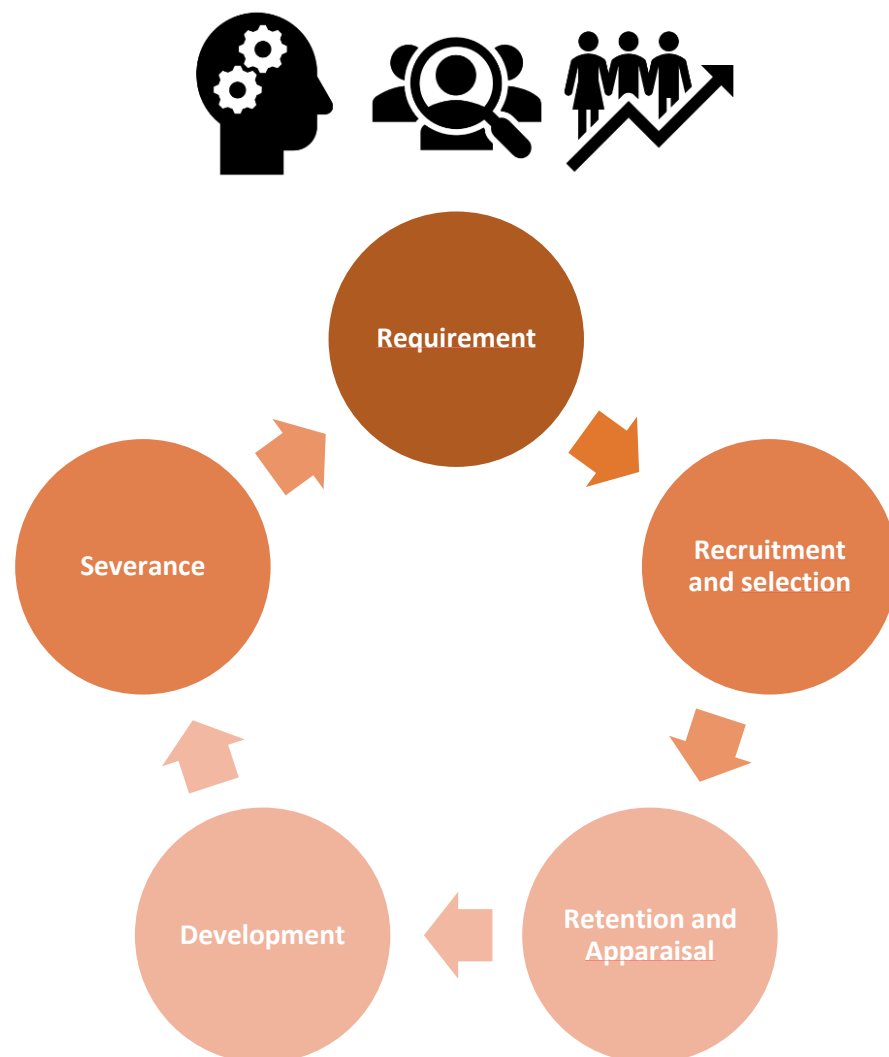 Requirement
Recruitment
and selection
Retention and
Apparaisal
Development
Severance